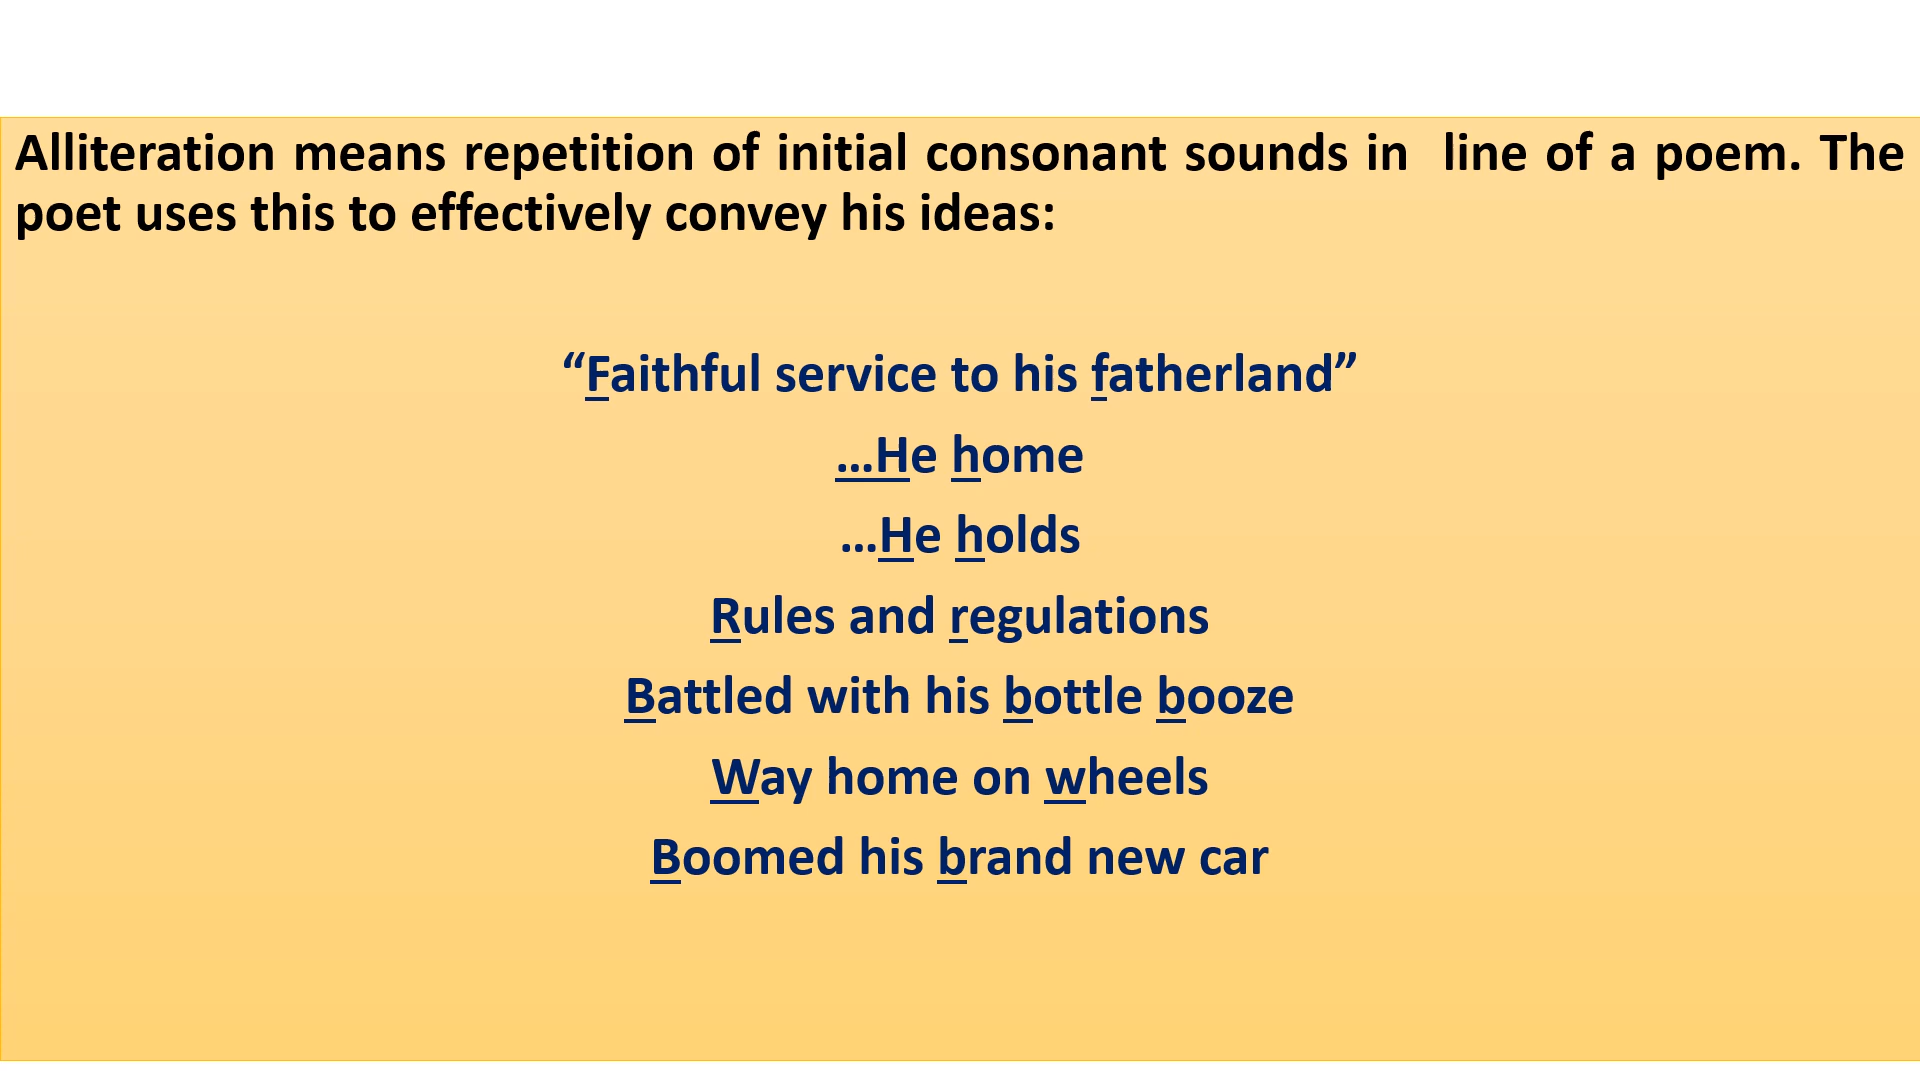 Alliteration means repetition of initial consonant sounds in  line of a poem. The
poet uses this to effectively convey his ideas:
“Faithful service to his fatherland”
...He home
...He holds
Rules and regulations
Battled with his bottle booze
Way home on wheels
Boomed his brand new car